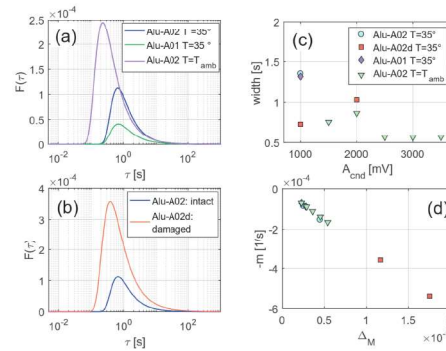 ×10⁻⁴
(a)
Alu-A02 T=35°
Alu-A01 T=35 °
Alu-A02 T=T_amb
F(τ)
2.5
2
1.5
1
0.5
0
10⁻²
10⁰
10²
τ [s]
(c)
Alu-A02 T=35°
Alu-A02d T=35°
Alu-A01 T=35°
Alu-A02 T=T_amb
width [s]
2
1.5
1
0.5
1000
2000
3000
A_cnd [mV]
×10⁻⁴
(b)
Alu-A02: intact
Alu-A02d:
damaged
4
3
2
1
0
10⁻²
10⁰
10²
τ [s]
×10⁻⁴
(d)
-m [1/s]
0
-2
-4
-6
0
0.5
1
1.5
Δ_M